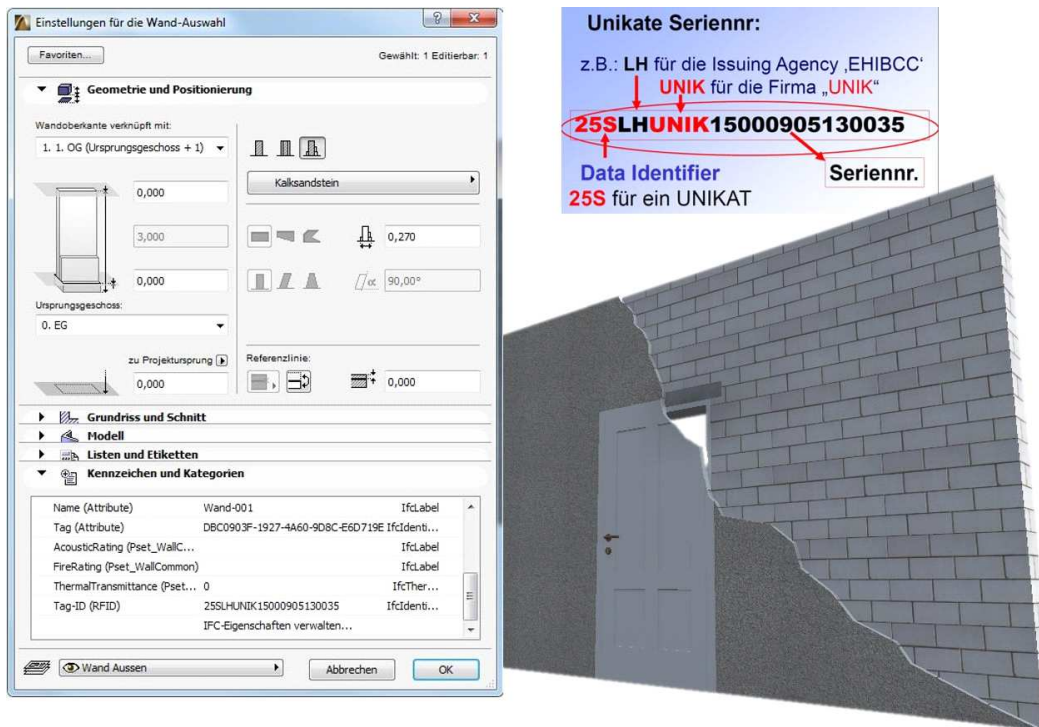 Einstellungen für die Wand-Auswahl
Favoriten...
Gewählt: 1 Editierbar: 1
Geometrie und Positionierung
Wandoberkante verknüpft mit:
1. 1. OG (Ursprungsgeschoss + 1)
Kalksandstein
0,000
3,000
0,270
0,000
α 90,00°
Ursprungsgeschoss:
0. EG
zu Projektursprung
Referenzlinie:
0,000
0,000
Grundriss und Schnitt
Modell
Listen und Etiketten
Kennzeichen und Kategorien
Name (Attribute) Wand-001 IfcLabel
Tag (Attribute) DBC0903F-1927-4A60-9D8C-E6D719E IfcIdenti...
AcousticRating (Pset_WallC... IfcLabel
FireRating (Pset_WallCommon) IfcLabel
ThermalTransmittance (Pset... 0 IfcTher...
Tag-ID (RFID) 25SLHUNIK15000905130035 IfcIdenti...
IFC-Eigenschaften verwalten...
Wand Aussen
Abbrechen
OK
Unikate Seriennr:
z.B.: LH für die Issuing Agency ‚EHIBCC‘
UNIK für die Firma „UNIK“
25SLHUNIK15000905130035
Data Identifier
Seriennr.
25S für ein UNIKAT